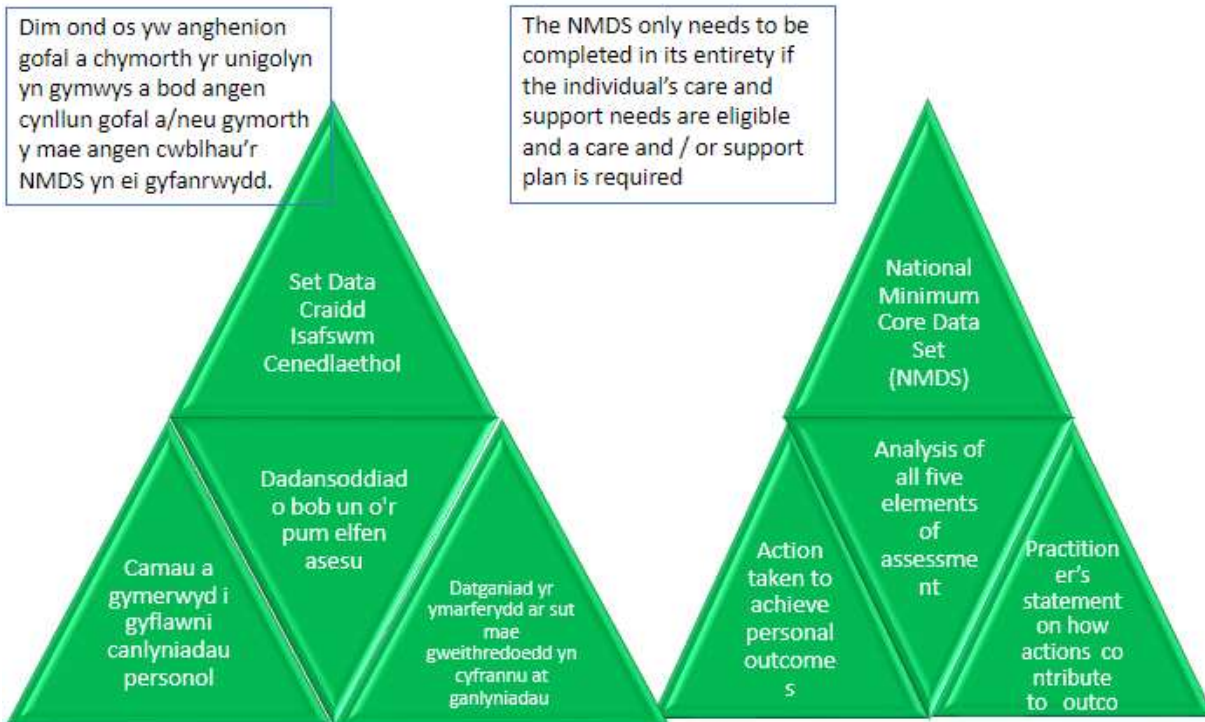 Dim ond os yw anghenion
gofal a chymorth yr unigolyn
yn gymwys a bod angen
cynllun gofal a/neu gymorth
y mae angen cwblhau'r
NMDS yn ei gyfanrwydd.
The NMDS only needs to be
completed in its entirety if
the individual's care and
support needs are eligible
and a care and / or support
plan is required
Set Data
Craidd
Isafswm
Cenedlaethol
Dadansoddiad
o bob un o'r
pum elfen
asesu
Camau a
gymerwyd i
gyflawni
canlyniadau
personol
Datganiad yr
ymarferydd ar sut
mae
gweithredoedd yn
cyfrannu at
ganlyniadau
National
Minimum
Core Data
Set
(NMDS)
Analysis of
all five
elements
of
assessme
nt
Action
taken to
achieve
personal
outcome
s
Practition
er's
statement
on how
actions co
ntribute
to outco